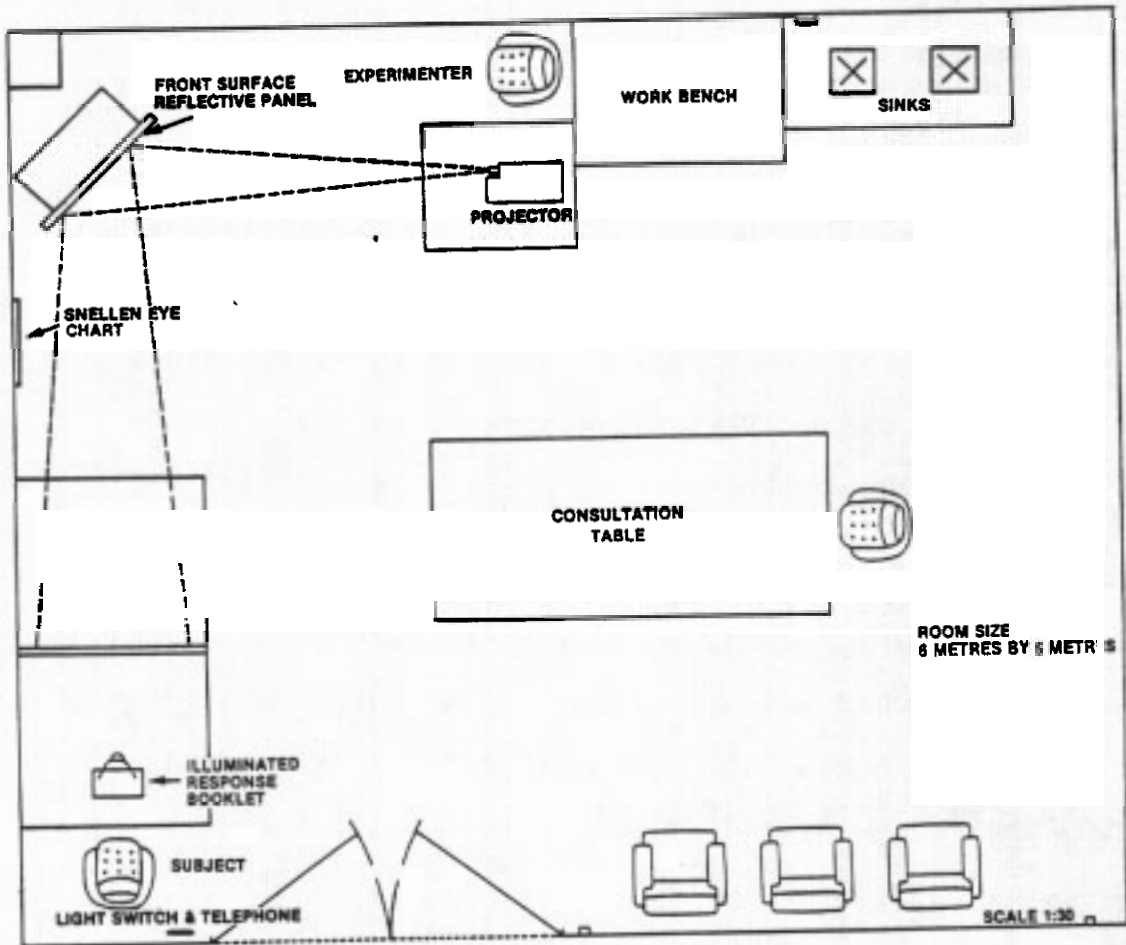 EXPERIMENTER
FRONT SURFACE
REFLECTIVE PANEL
WORK BENCH
SINKS
PROJECTOR
SNELLEN EYE
CHART
CONSULTATION
TABLE
ROOM SIZE
6 METRES BY
ILLUMINATED
RESPONSE
BOOKLET
SUBJECT
LIGHT SWITCH & TELEPHONE
SCALE 1:30